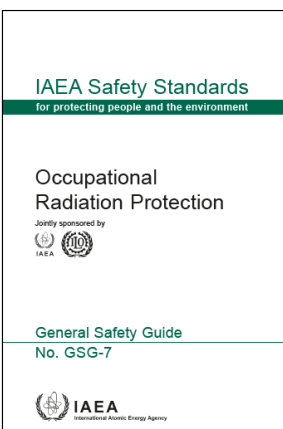 IAEA Safety Standards
for protecting people and the environment
Occupational
Radiation Protection
Jointly sponsored by
IAEA
General Safety Guide
No. GSG-7
IAEA
International Atomic Energy Agency